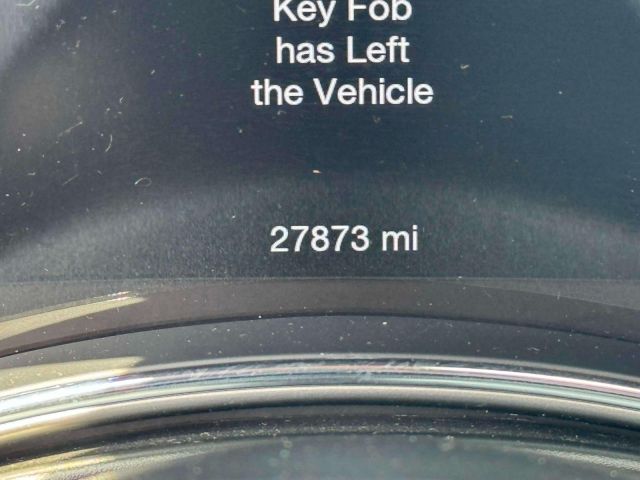 Key Fob
has Left
the Vehicle
27873 mi